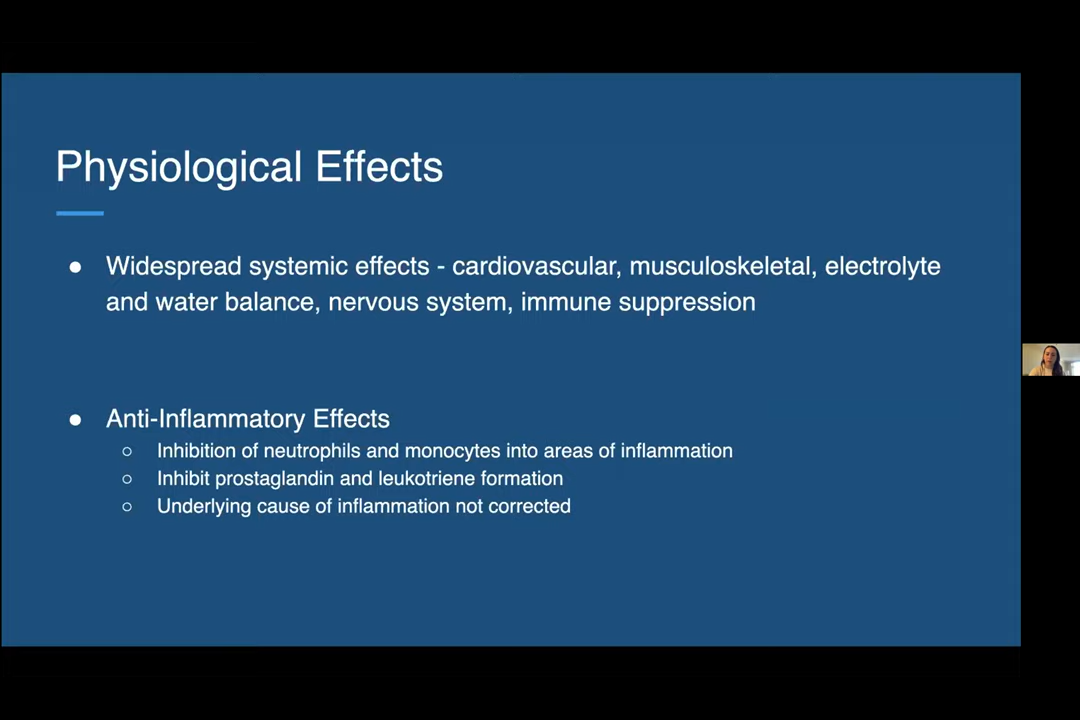 Physiological Effects
● Widespread systemic effects - cardiovascular, musculoskeletal, electrolyte
and water balance, nervous system, immune suppression
● Anti-Inflammatory Effects
○ Inhibition of neutrophils and monocytes into areas of inflammation
○ Inhibit prostaglandin and leukotriene formation
○ Underlying cause of inflammation not corrected